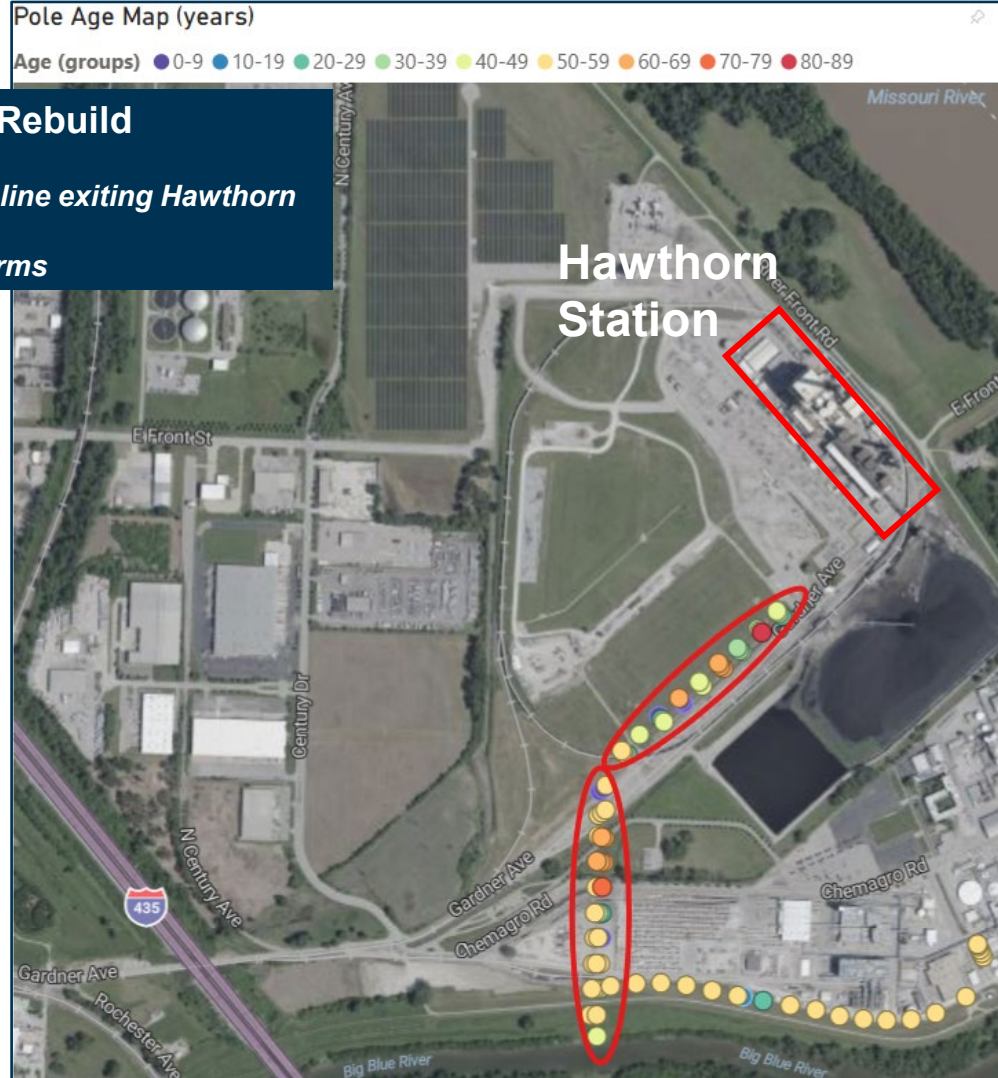 Pole Age Map (years)
Age (groups) 0-9 10-19 20-29 30-39 40-49 50-59 60-69 70-79 80-89
Missouri River
N Century Av
Rebuild
line exiting Hawthorn
rms
Hawthorn
Station
River Front Rd
E Front
E Front St
Gardner Ave
Century Dr
N Century Ave
Gardner Ave
Chemagro Rd
Chemagro Rd
435
Gardner Ave
Rochester Ave
Big Blue River
Big Blue River